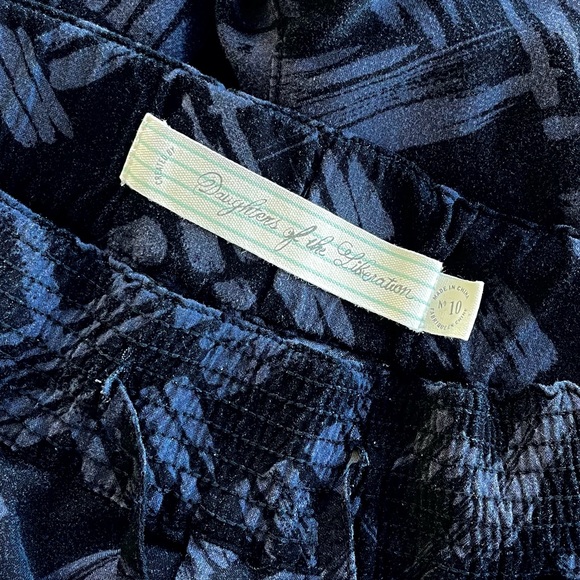 Daughters of the Liberation
MADE IN CHINA
No 10